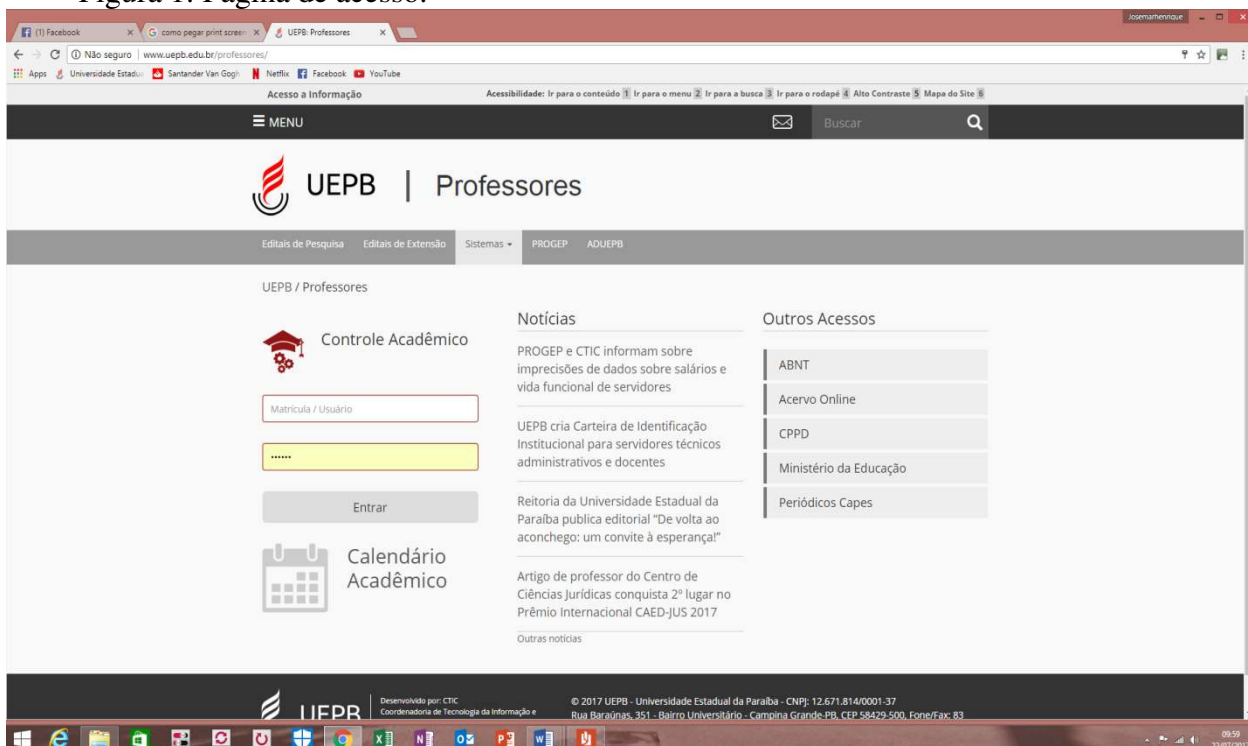 Figura 1: Página de acesso.
Josemarhenrique
(1) Facebook
como pegar print screen
UEPB: Professores
Não seguro | www.uepb.edu.br/professores/
Apps
Universidade Estadu
Santander Van Gogh
Netflix
Facebook
YouTube
Acesso a Informação
Acessibilidade: Ir para o conteúdo 1 Ir para o menu 2 Ir para a busca 3 Ir para o rodapé 4 Alto Contraste 5 Mapa do Site 6
MENU
Buscar
UEPB | Professores
Editais de Pesquisa
Editais de Extensão
Sistemas
PROGEP
ADUEPB
UEPB / Professores
Controle Acadêmico
Matrícula / Usuário
Entrar
Calendário
Acadêmico
Notícias
PROGEP e CTIC informam sobre
imprecisões de dados sobre salários e
vida funcional de servidores
UEPB cria Carteira de Identificação
Institucional para servidores técnicos
administrativos e docentes
Reitoria da Universidade Estadual da
Paraíba publica editorial "De volta ao
aconchego: um convite à esperança!"
Artigo de professor do Centro de
Ciências Jurídicas conquista 2º lugar no
Prêmio Internacional CAED-JUS 2017
Outras notícias
Outros Acessos
ABNT
Acervo Online
CPPD
Ministério da Educação
Periódicos Capes
UEPB
Desenvolvido por: CTIC
Coordenadoria de Tecnologia da Informação e
© 2017 UEPB - Universidade Estadual da Paraíba - CNPJ: 12.671.814/0001-37
Rua Baraúnas, 351 - Bairro Universitário - Campina Grande-PB, CEP 58429-500, Fone/Fax: 83
09:59